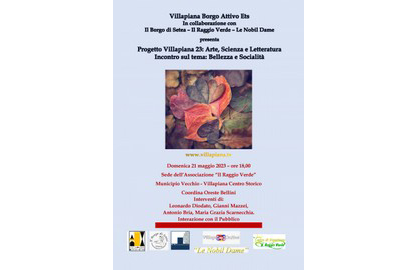 Villapiana Borgo Attivo Ets
In collaborazione con
Il Borgo di Setea – Il Raggio Verde – Le Nobil Dame
presenta
Progetto Villapiana 23: Arte, Scienza e Letteratura
Incontro sul tema: Bellezza e Socialità
www.villapiana.tv
Domenica 21 maggio 2023 – ore 18,00
Sede dell'Associazione "Il Raggio Verde"
Municipio Vecchio - Villapiana Centro Storico
Coordina Oreste Bellini
Interventi di:
Leonardo Diodato, Gianni Mazzei,
Antonio Bria, Maria Grazia Scarnecchia.
Interazione con il Pubblico
"Le Nobil Dame"